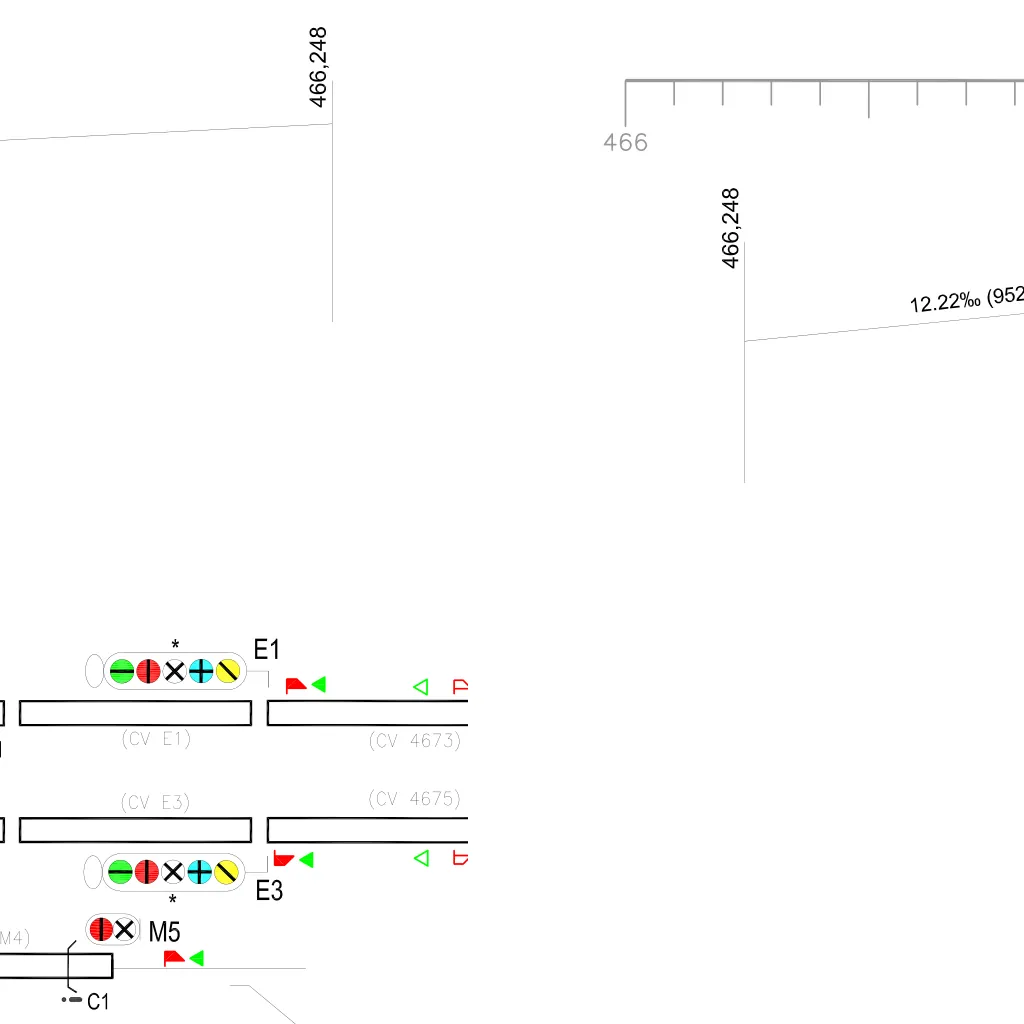 466,248
466
466,248
12.22‰ (952
*
E1
(CV E1)
(CV 4673)
(CV E3)
(CV 4675)
E3
*
M5
M4)
C1